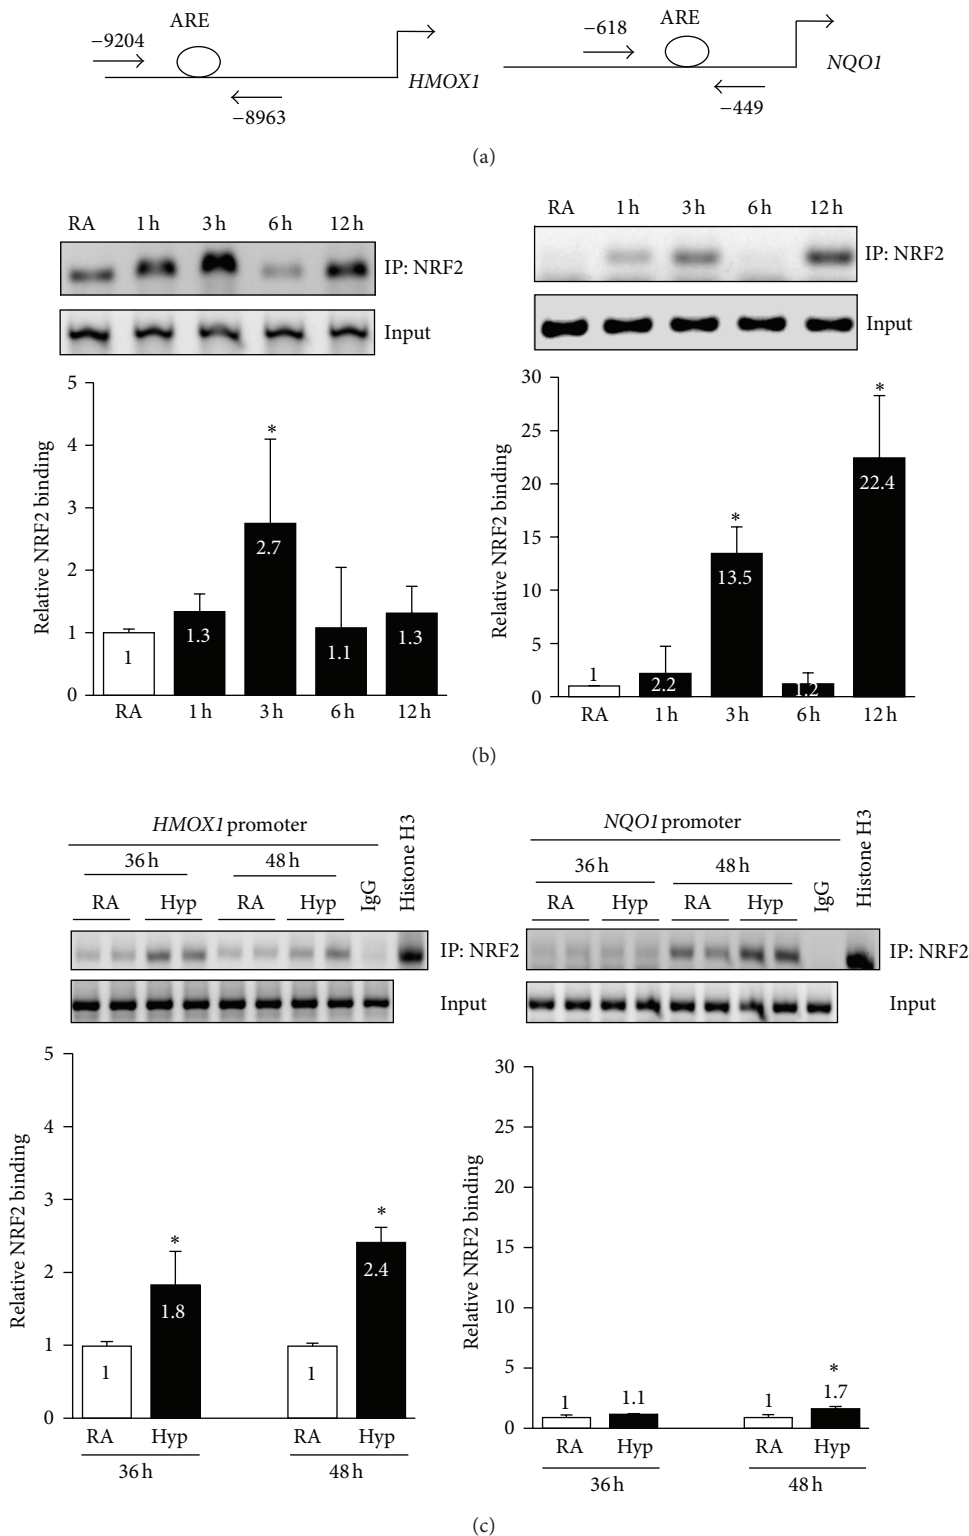 ARE
−9204
HMOX1
−8963
ARE
−618
NQO1
−449
(a)
RA 1 h 3 h 6 h 12 h
IP: NRF2
Input
5
4
3
2
1
0
Relative NRF2 binding
*
1 1.3 2.7 1.1 1.3
RA 1 h 3 h 6 h 12 h
RA 1 h 3 h 6 h 12 h
IP: NRF2
Input
30
25
20
15
10
5
0
Relative NRF2 binding
* *
1 2.2 13.5 1.2 22.4
RA 1 h 3 h 6 h 12 h
(b)
HMOX1 promoter
36 h 48 h
RA Hyp RA Hyp IgG Histone H3
IP: NRF2
Input
5
4
3
2
1
0
Relative NRF2 binding
* *
1 1.8 1 2.4
RA Hyp RA Hyp
36 h 48 h
NQO1 promoter
36 h 48 h
RA Hyp RA Hyp IgG Histone H3
IP: NRF2
Input
30
25
20
15
10
5
0
Relative NRF2 binding
*
1 1.1 1 1.7
RA Hyp RA Hyp
36 h 48 h
(c)